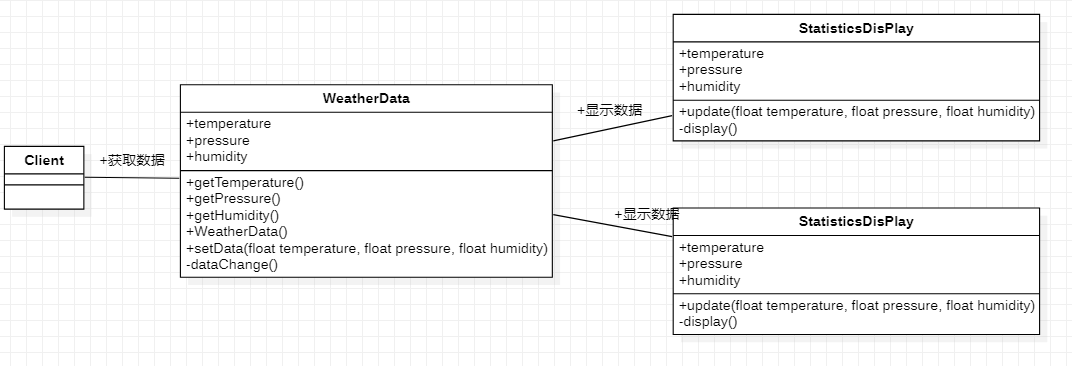 Client
+获取数据
WeatherData
+temperature
+pressure
+humidity
+getTemperature()
+getPressure()
+getHumidity()
+WeatherData()
+setData(float temperature, float pressure, float humidity)
-dataChange()
+显示数据
StatisticsDisPlay
+temperature
+pressure
+humidity
+update(float temperature, float pressure, float humidity)
-display()
+显示数据
StatisticsDisPlay
+temperature
+pressure
+humidity
+update(float temperature, float pressure, float humidity)
-display()